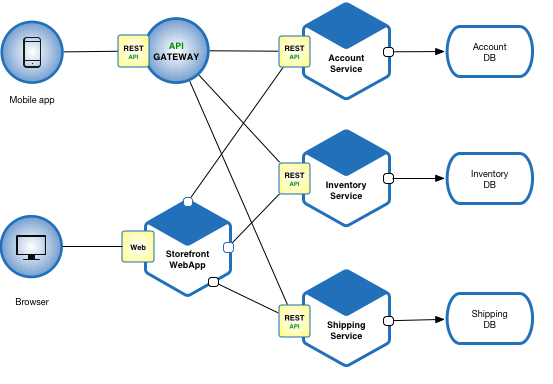 REST
API
API
GATEWAY
Mobile app
REST
API
Account
Service
Account
DB
REST
API
Inventory
Service
Inventory
DB
Web
Storefront
WebApp
Browser
REST
API
Shipping
Service
Shipping
DB